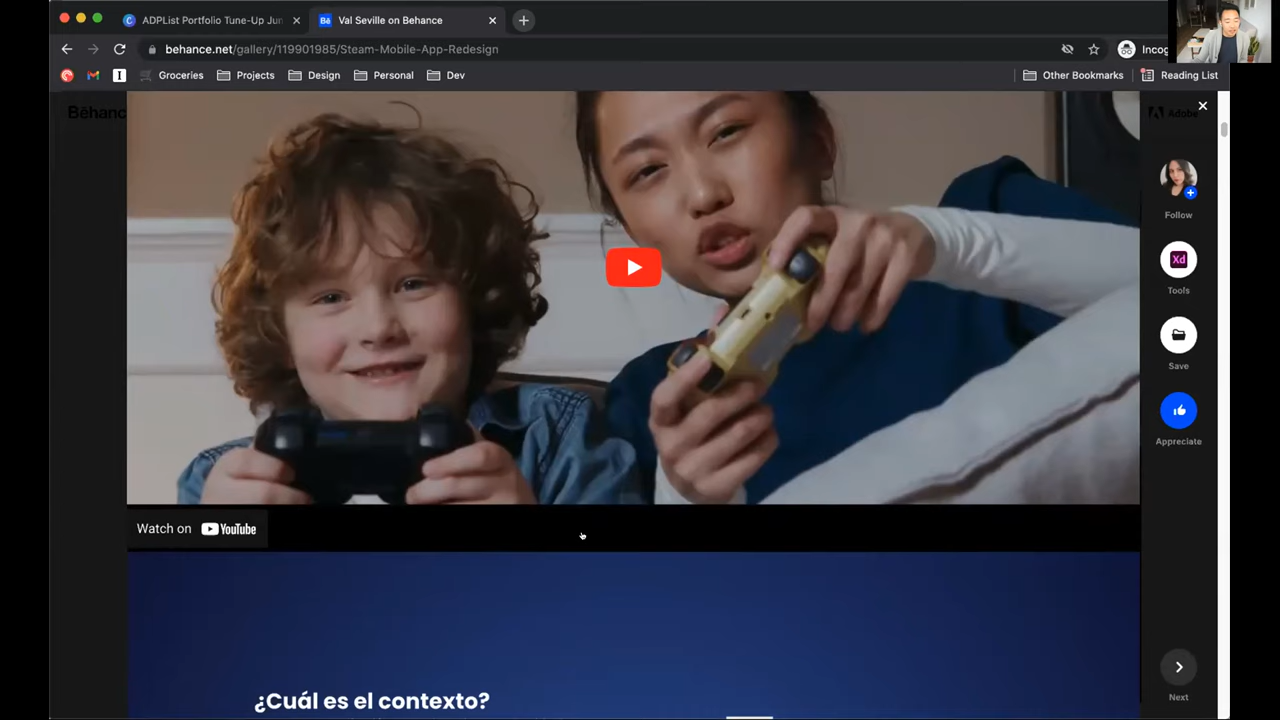 ADPList Portfolio Tune-Up Jun
Val Seville on Behance
behance.net/gallery/119901985/Steam-Mobile-App-Redesign
Incog
Groceries
Projects
Design
Personal
Dev
Other Bookmarks
Reading List
Bēhanc
Adobe
Follow
Xd
Tools
Save
Appreciate
Watch on YouTube
¿Cuál es el contexto?
Next